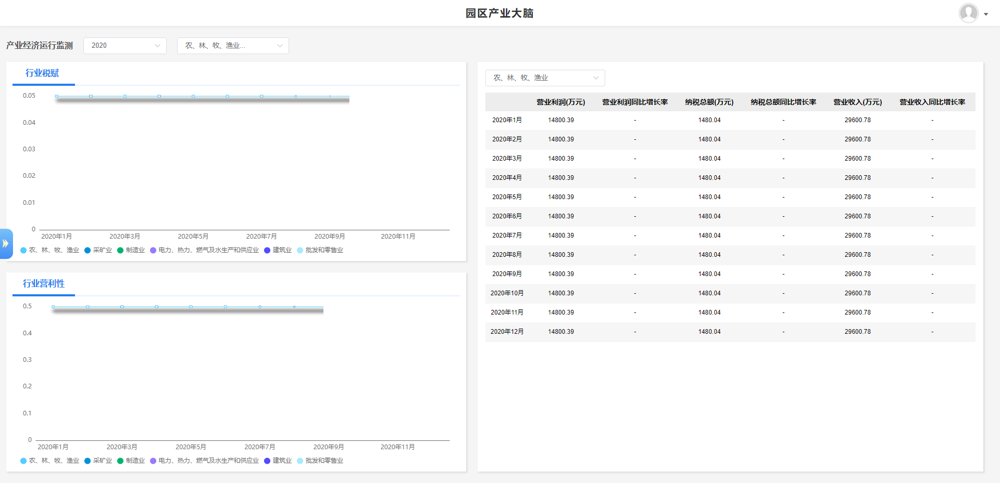 园区产业大脑
产业经济运行监测 2020 农、林、牧、渔业...
行业税赋
0.05
0.04
0.03
0.02
0.01
0
2020年1月 2020年3月 2020年5月 2020年7月 2020年9月 2020年11月
农、林、牧、渔业 采矿业 制造业 电力、热力、燃气及水生产和供应业 建筑业 批发和零售业
行业营利性
0.5
0.4
0.3
0.2
0.1
0
2020年1月 2020年3月 2020年5月 2020年7月 2020年9月 2020年11月
农、林、牧、渔业 采矿业 制造业 电力、热力、燃气及水生产和供应业 建筑业 批发和零售业
农、林、牧、渔业
营业利润(万元) 营业利润同比增长率 纳税总额(万元) 纳税总额同比增长率 营业收入(万元) 营业收入同比增长率
2020年1月 14800.39 - 1480.04 - 29600.78 -
2020年2月 14800.39 - 1480.04 - 29600.78 -
2020年3月 14800.39 - 1480.04 - 29600.78 -
2020年4月 14800.39 - 1480.04 - 29600.78 -
2020年5月 14800.39 - 1480.04 - 29600.78 -
2020年6月 14800.39 - 1480.04 - 29600.78 -
2020年7月 14800.39 - 1480.04 - 29600.78 -
2020年8月 14800.39 - 1480.04 - 29600.78 -
2020年9月 14800.39 - 1480.04 - 29600.78 -
2020年10月 14800.39 - 1480.04 - 29600.78 -
2020年11月 14800.39 - 1480.04 - 29600.78 -
2020年12月 14800.39 - 1480.04 - 29600.78 -